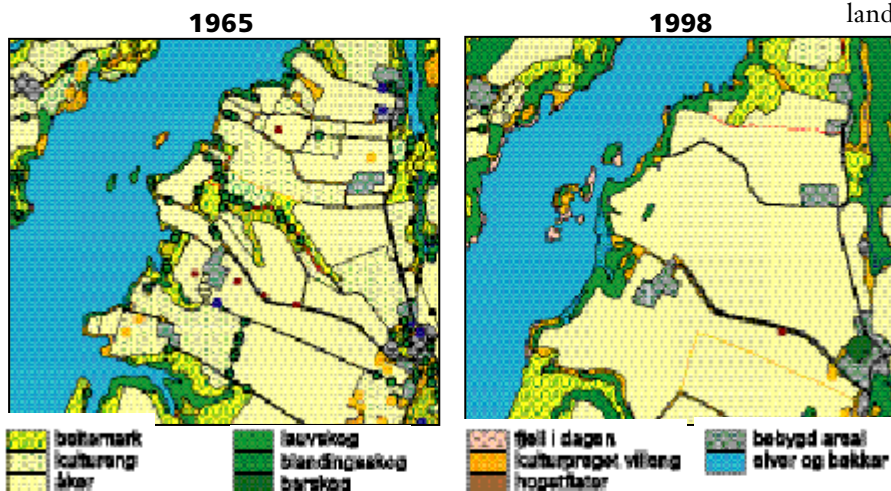 land
1965
1998
beitemark
kultureng
åker
lauvskog
blandingsskog
barskog
fjell i dagen
kulturpreget villeng
hogstflater
bebygd areal
elver og bekker